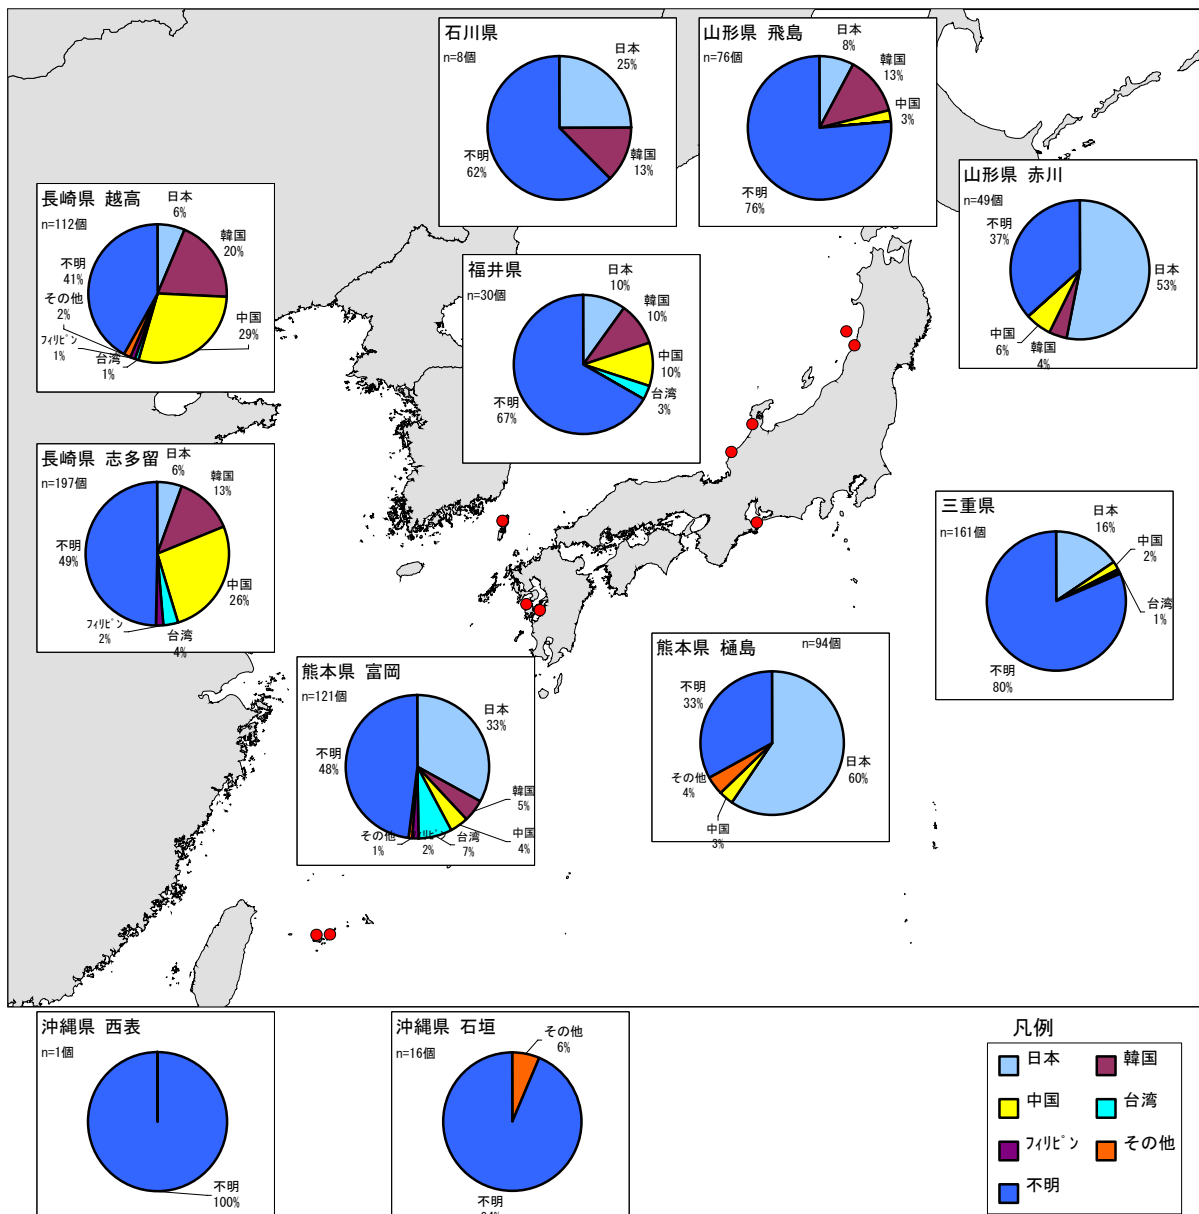 石川県
n=8個
日本
25%
韓国
13%
不明
62%
山形県 飛島
n=76個
日本
8%
韓国
13%
中国
3%
不明
76%
山形県 赤川
n=49個
不明
37%
日本
53%
中国
6%
韓国
4%
長崎県 越高
n=112個
日本
6%
韓国
20%
中国
29%
台湾
1%
ﾌｨﾘﾋﾟﾝ
1%
その他
2%
不明
41%
福井県
n=30個
日本
10%
韓国
10%
中国
10%
台湾
3%
不明
67%
長崎県 志多留
n=197個
日本
6%
韓国
13%
中国
26%
台湾
4%
ﾌｨﾘﾋﾟﾝ
2%
不明
49%
三重県
n=161個
日本
16%
中国
2%
台湾
1%
不明
80%
熊本県 富岡
n=121個
日本
33%
韓国
5%
中国
4%
台湾
7%
2%
その他
1%
不明
48%
熊本県 樋島
n=94個
不明
33%
日本
60%
その他
4%
中国
3%
沖縄県 西表
n=1個
不明
100%
沖縄県 石垣
n=16個
その他
6%
不明
凡例
日本
韓国
中国
台湾
ﾌｨﾘﾋﾟﾝ
その他
不明